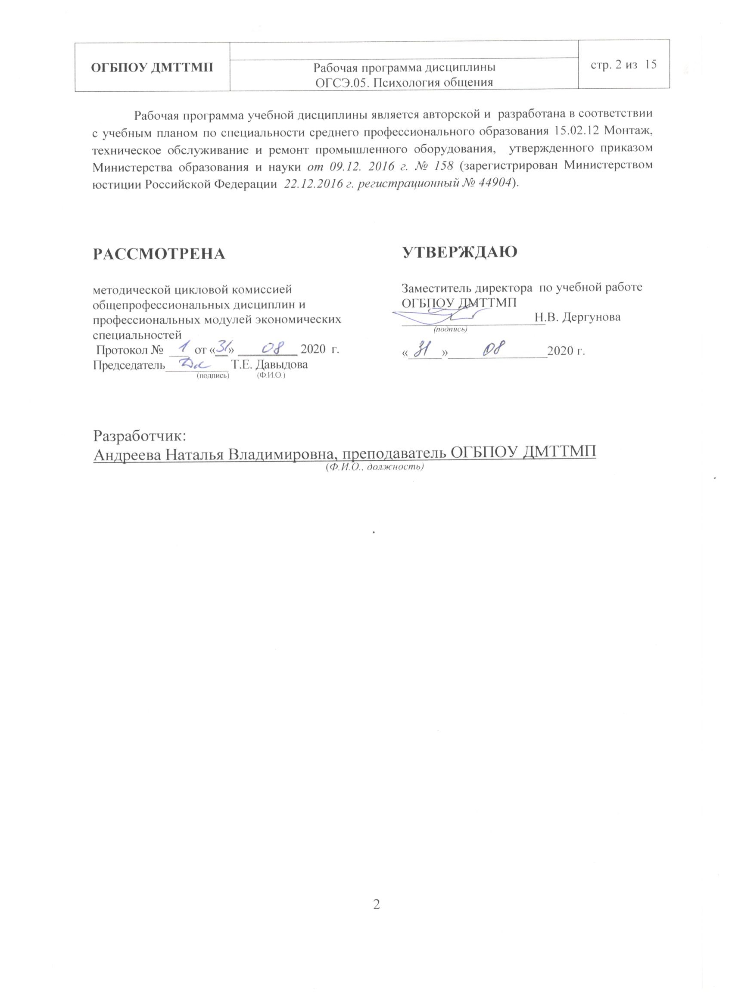 ОГБПОУ ДМТТМП
Рабочая программа дисциплины
ОГСЭ.05. Психология общения
стр. 2 из 15
Рабочая программа учебной дисциплины является авторской и разработана в соответствии
с учебным планом по специальности среднего профессионального образования 15.02.12 Монтаж,
техническое обслуживание и ремонт промышленного оборудования, утвержденного приказом
Министерства образования и науки от 09.12. 2016 г. № 158 (зарегистрирован Министерством
юстиции Российской Федерации 22.12.2016 г. регистрационный № 44904).
РАССМОТРЕНА
методической цикловой комиссией
общепрофессиональных дисциплин и
профессиональных модулей экономических
специальностей
Протокол № 1 от «31» 08 2020 г.
Председатель Т.Е. Давыдова
(подпись) (Ф.И.О.)
УТВЕРЖДАЮ
Заместитель директора по учебной работе
ОГБПОУ ДМТТМП
Н.В. Дергунова
(подпись)
«31» 08 2020 г.
Разработчик:
Андреева Наталья Владимировна, преподаватель ОГБПОУ ДМТТМП
(Ф.И.О., должность)
2